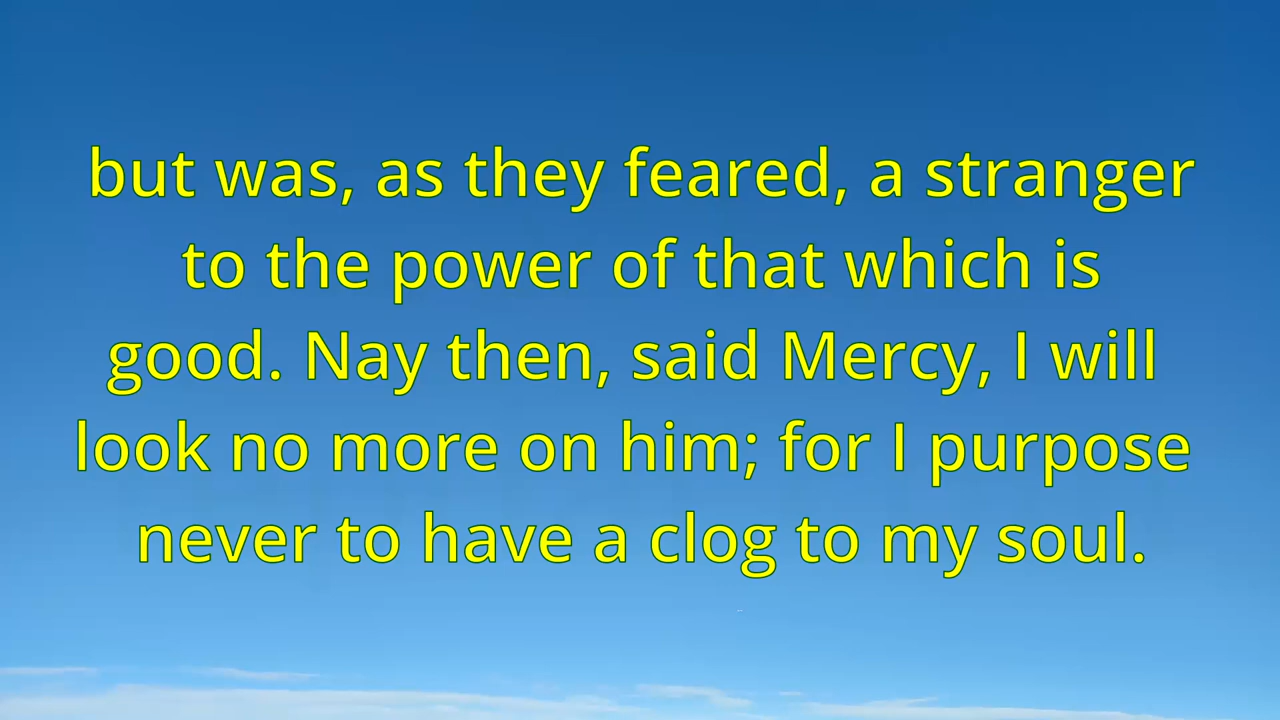 but was, as they feared, a stranger
to the power of that which is
good. Nay then, said Mercy, I will
look no more on him; for I purpose
never to have a clog to my soul.